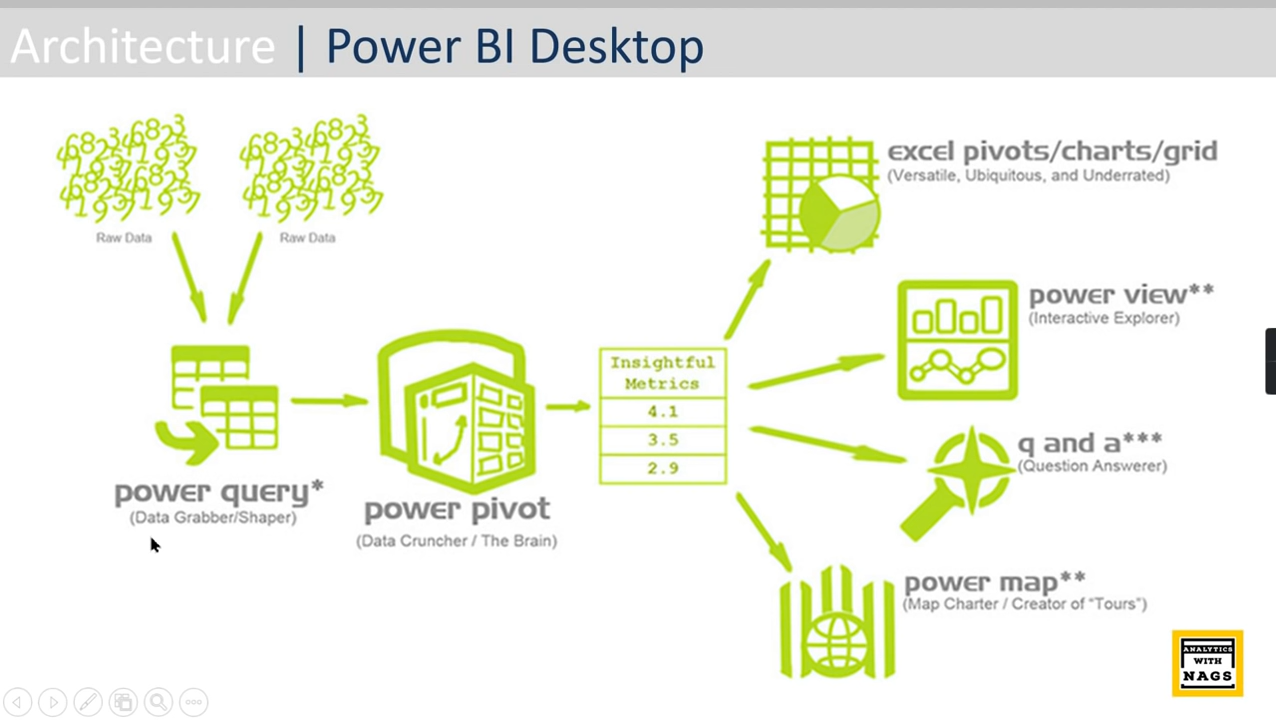 Architecture | Power BI Desktop
Raw Data
Raw Data
power query*
(Data Grabber/Shaper)
power pivot
(Data Cruncher / The Brain)
Insightful
Metrics
4.1
3.5
2.9
excel pivots/charts/grid
(Versatile, Ubiquitous, and Underrated)
power view**
(Interactive Explorer)
q and a***
(Question Answerer)
power map**
(Map Charter / Creator of “Tours”)
ANALYTICS
WITH
NAGS